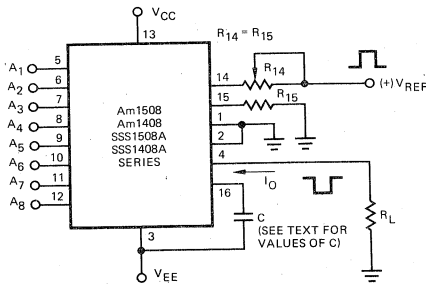 VCC
13
R14 = R15
A1 5
A2 6
A3 7
A4 8
A5 9
A6 10
A7 11
A8 12
Am1508
Am1408
SSS1508A
SSS1408A
SERIES
14
R14
(+) VREF
15
R15
1
2
4
IO
16
C
(SEE TEXT FOR
VALUES OF C)
RL
3
VEE